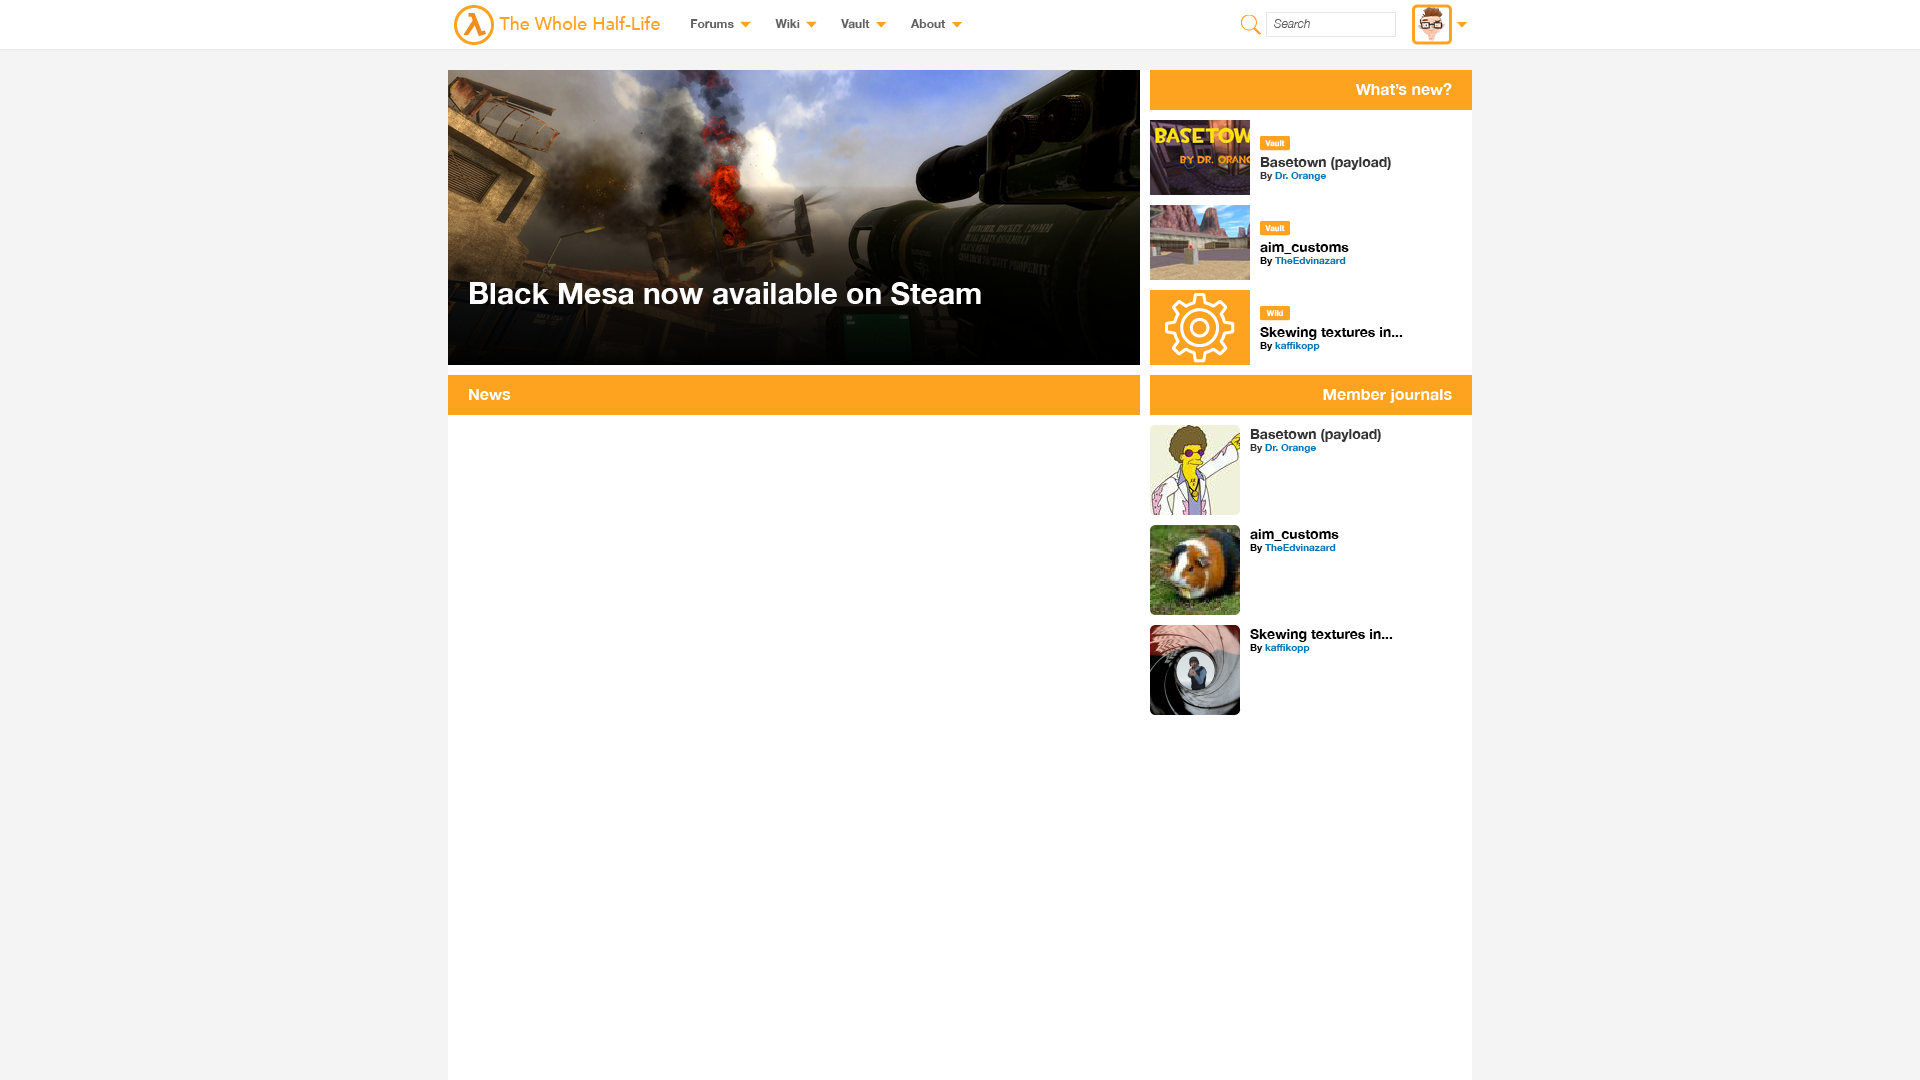 The Whole Half-Life
Forums
Wiki
Vault
About
Search
Black Mesa now available on Steam
What's new?
BASETOW
BY DR. ORANG
Vault
Basetown (payload)
By Dr. Orange
Vault
aim_customs
By TheEdvinazard
Wiki
Skewing textures in...
By kaffikopp
News
Member journals
Basetown (payload)
By Dr. Orange
aim_customs
By TheEdvinazard
Skewing textures in...
By kaffikopp